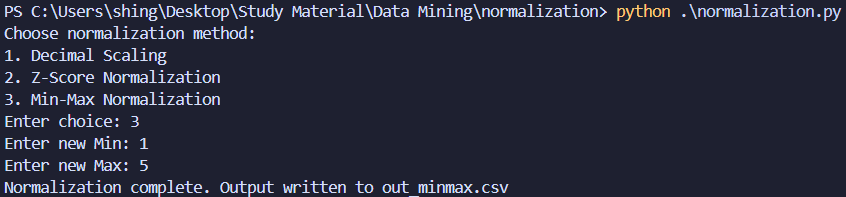 PS C:\Users\shing\Desktop\Study Material\Data Mining\normalization> python .\normalization.py
Choose normalization method:
1. Decimal Scaling
2. Z-Score Normalization
3. Min-Max Normalization
Enter choice: 3
Enter new Min: 1
Enter new Max: 5
Normalization complete. Output written to out_minmax.csv